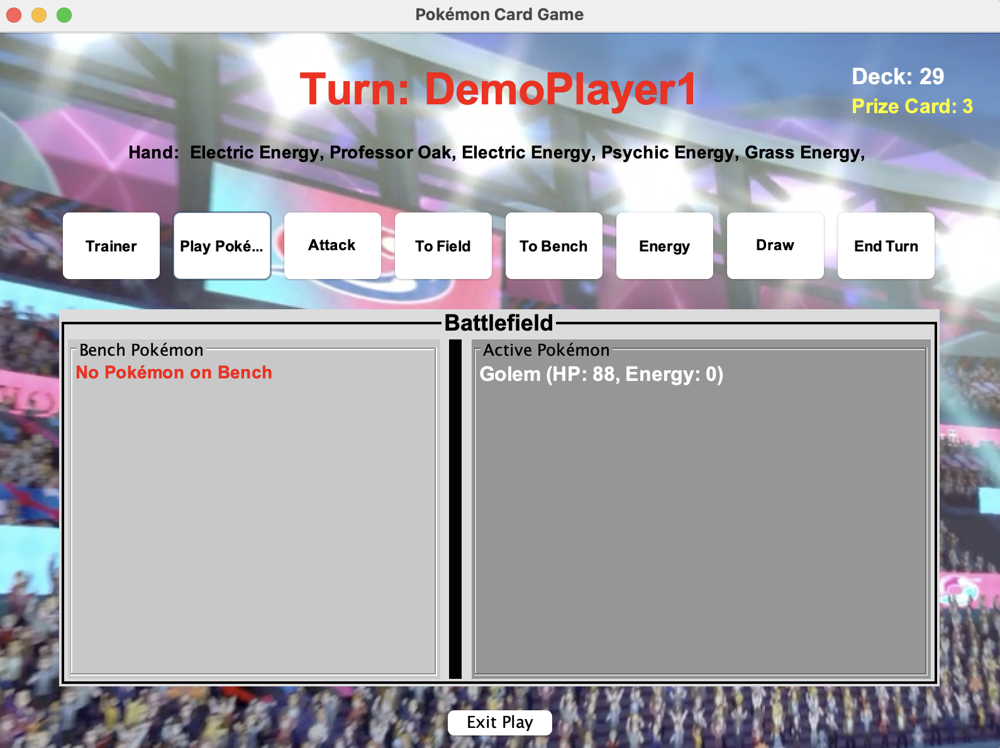 Pokémon Card Game
Turn: DemoPlayer1
Deck: 29
Prize Card: 3
Hand: Electric Energy, Professor Oak, Electric Energy, Psychic Energy, Grass Energy,
Trainer
Play Poké...
Attack
To Field
To Bench
Energy
Draw
End Turn
Battlefield
Bench Pokémon
No Pokémon on Bench
Active Pokémon
Golem (HP: 88, Energy: 0)
Exit Play